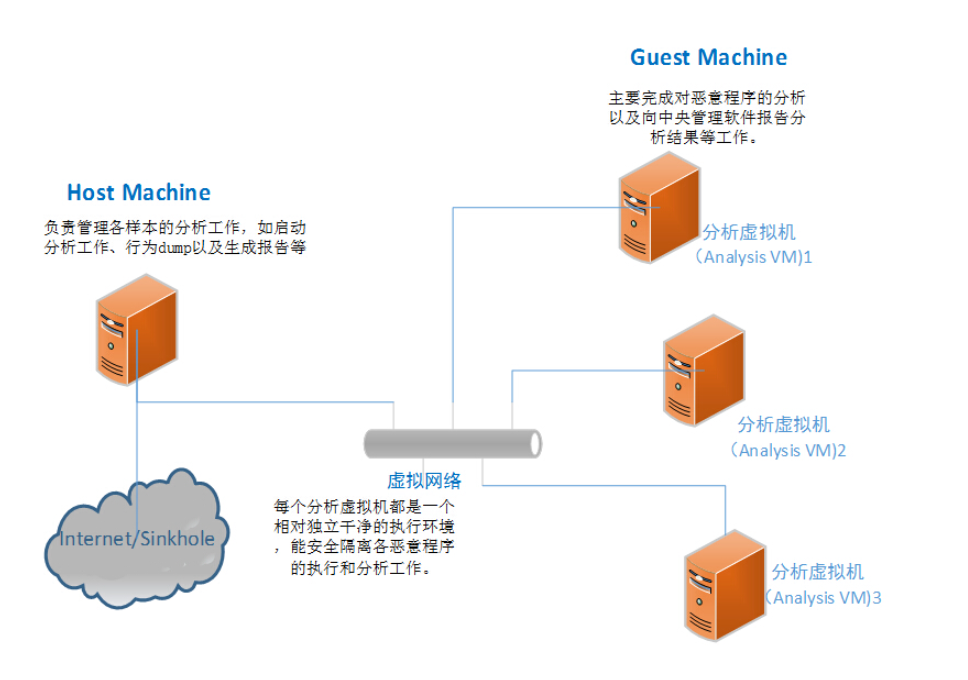 Guest Machine
主要完成对恶意程序的分析
以及向中央管理软件报告分
析结果等工作。
Host Machine
负责管理各样本的分析工作，如启动
分析工作、行为dump以及生成报告等
分析虚拟机
（Analysis VM)1
分析虚拟机
（Analysis VM)2
虚拟网络
每个分析虚拟机都是一个
相对独立干净的执行环境
，能安全隔离各恶意程序
的执行和分析工作。
Internet/Sinkhole
分析虚拟机
（Analysis VM)3